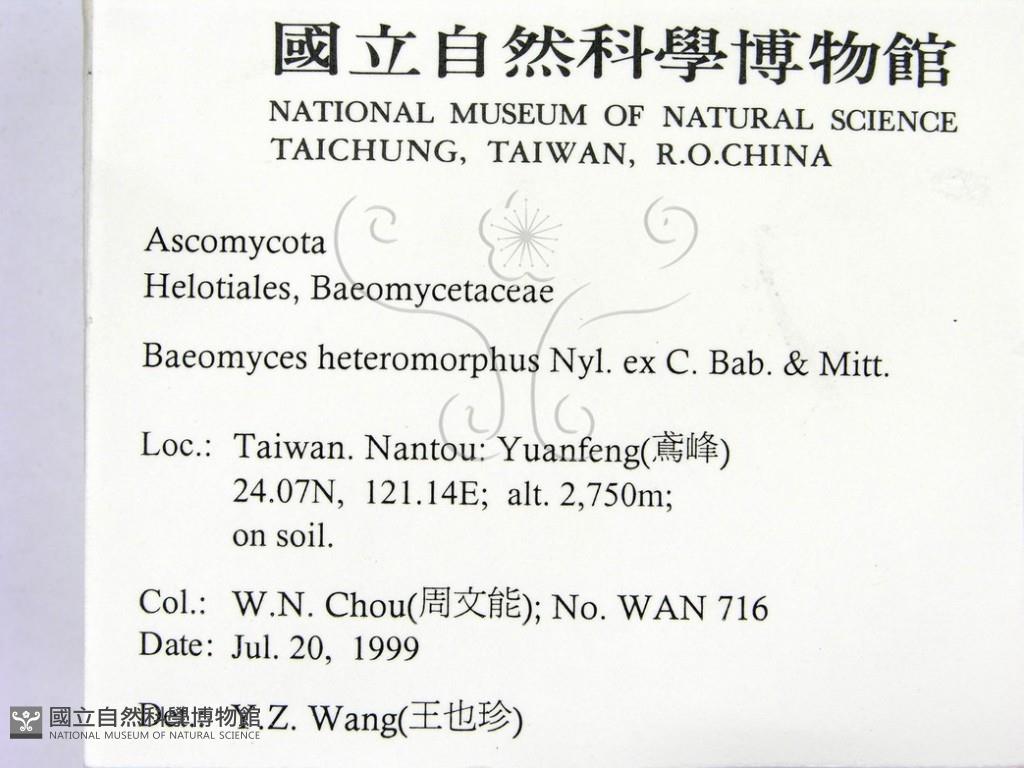 國立自然科學博物館
NATIONAL MUSEUM OF NATURAL SCIENCE
TAICHUNG, TAIWAN, R.O.CHINA
Ascomycota
Helotiales, Baeomycetaceae
Baeomyces heteromorphus Nyl. ex C. Bab. & Mitt.
Loc.: Taiwan. Nantou: Yuanfeng(鳶峰)
24.07N, 121.14E; alt. 2,750m;
on soil.
Col.: W.N. Chou(周文能); No. WAN 716
Date: Jul. 20, 1999
Det.: Y.Z. Wang(王也珍)
國立自然科學博物館
NATIONAL MUSEUM OF NATURAL SCIENCE